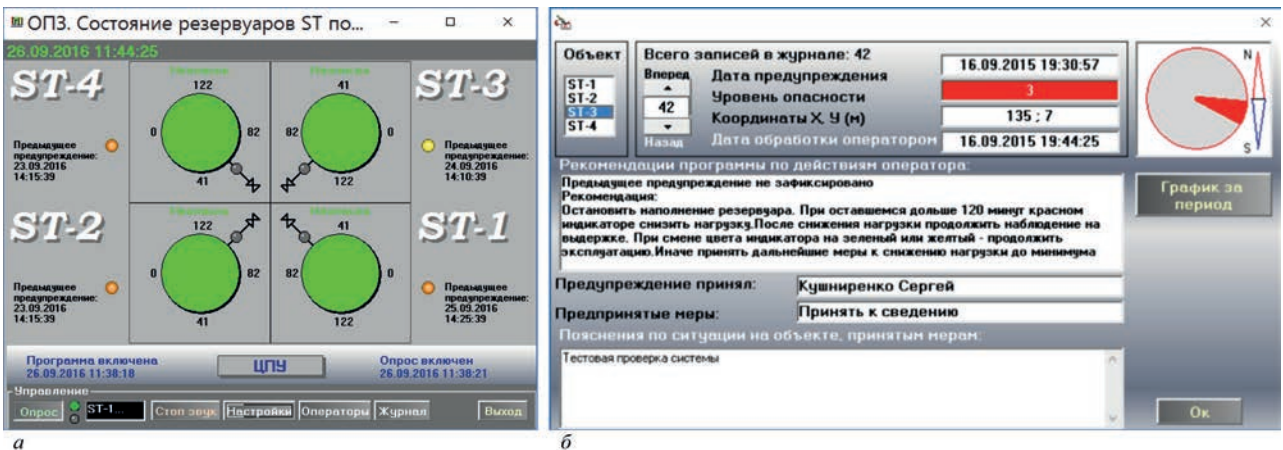 ОПЗ. Состояние резервуаров ST по...
26.09.2016 11:44:25
ST-4
122
0
82
41
Предыдущее
предупреждение:
23.09.2016
14:15:39
41
82
0
122
ST-3
Предыдущее
предупреждение:
24.09.2016
14:10:39
ST-2
122
0
82
41
Предыдущее
предупреждение:
23.09.2016
14:15:39
41
82
0
122
ST-1
Предыдущее
предупреждение:
25.09.2016
14:25:39
Программа включена
26.09.2016 11:38:18
ЦПУ
Опрос включен
26.09.2016 11:38:21
Управление
Опрос ST-1... Стоп звук Настройки Операторы Журнал Выход
а
Объект
ST-1
ST-2
ST-3
ST-4
Всего записей в журнале: 42
Вперед
42
Назад
Дата предупреждения 16.09.2015 19:30:57
Уровень опасности 3
Координаты X, У (м) 135 ; 7
Дата обработки оператором 16.09.2015 19:44:25
N
S
Рекомендации программы по действиям оператора:
Предыдущее предупреждение не зафиксировано
Рекомендация:
Остановить наполнение резервуара. При оставшемся дольше 120 минут красном
индикаторе снизить нагрузку.После снижения нагрузки продолжить наблюдение на
выдержке. При смене цвета индикатора на зеленый или желтый - продолжить
эксплуатацию.Иначе принять дальнейшие меры к снижению нагрузки до минимума
График за
период
Предупреждение принял: Кушниренко Сергей
Предпринятые меры: Принять к сведению
Пояснения по ситуации на объекте, принятым мерам:
Тестовая проверка системы
Ок
б